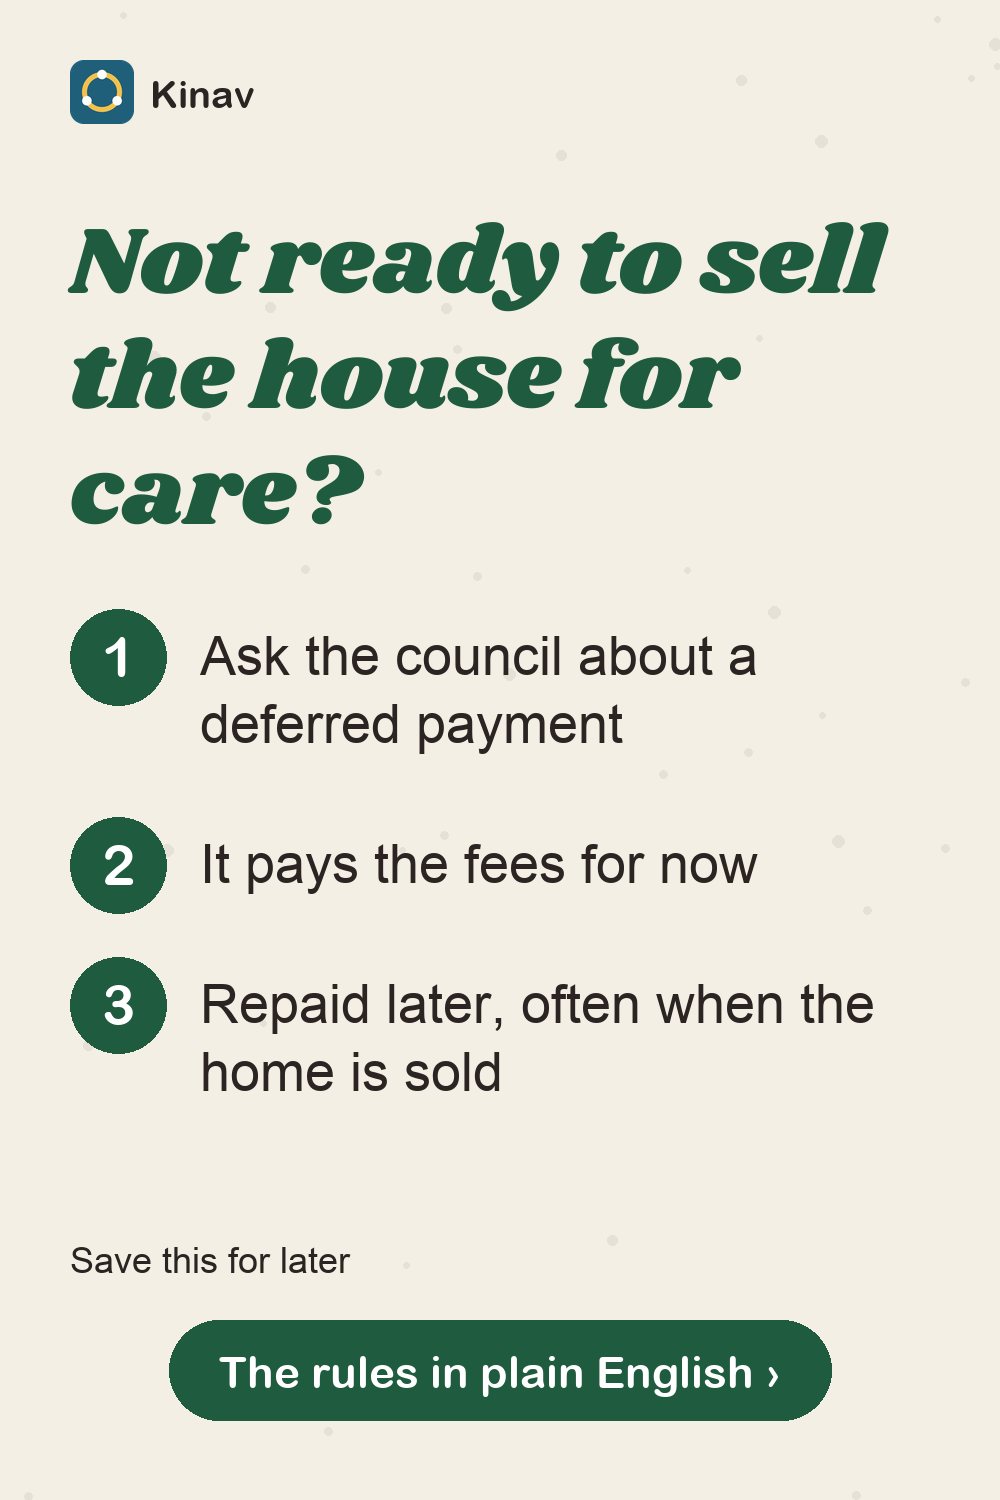 Kinav
Not ready to sell
the house for
care?
1 Ask the council about a
deferred payment
2 It pays the fees for now
3 Repaid later, often when the
home is sold
Save this for later
The rules in plain English ›